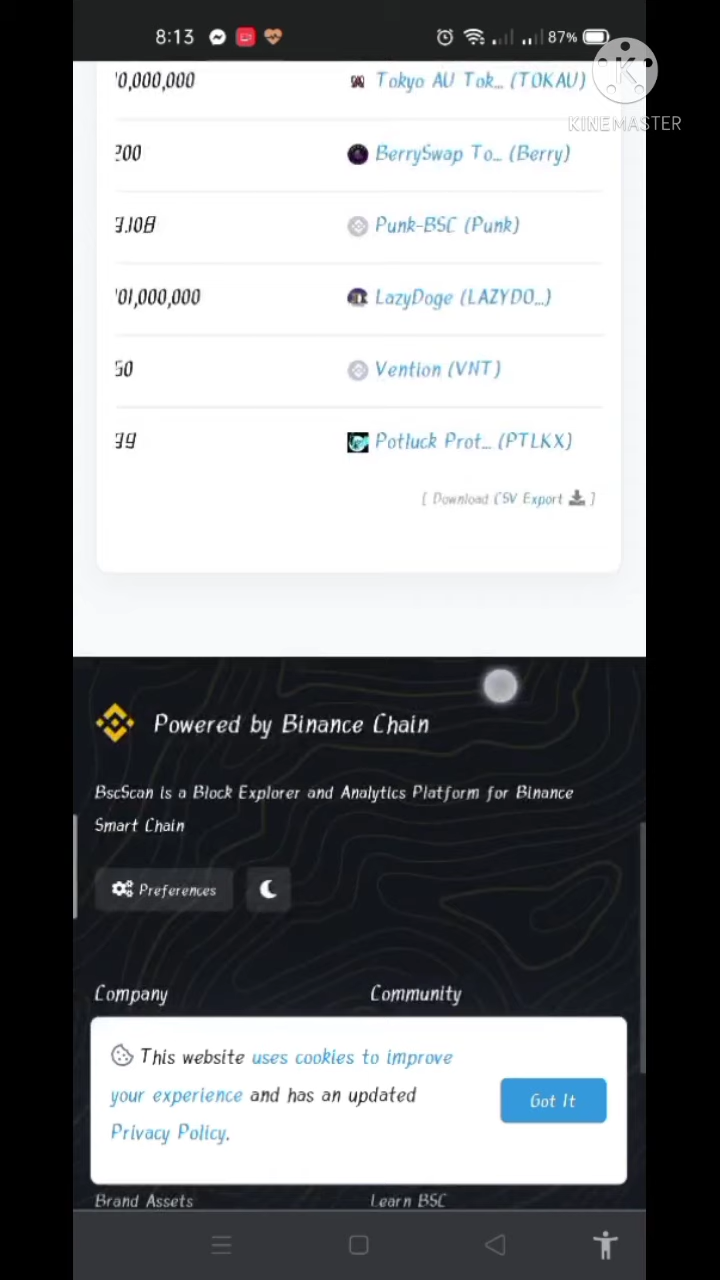 8:13
87%
KINEMASTER
0,000,000 Tokyo AU Tok... (TOKAU)
200 BerrySwap To... (Berry)
9.108 Punk-BSC (Punk)
101,000,000 LazyDoge (LAZYDO...)
50 Vention (VNT)
99 Potluck Prot... (PTLKX)
[ Download CSV Export ]
Powered by Binance Chain
BscScan is a Block Explorer and Analytics Platform for Binance
Smart Chain
Preferences
Company Community
This website uses cookies to improve
your experience and has an updated
Privacy Policy.
Got It
Brand Assets Learn BSC